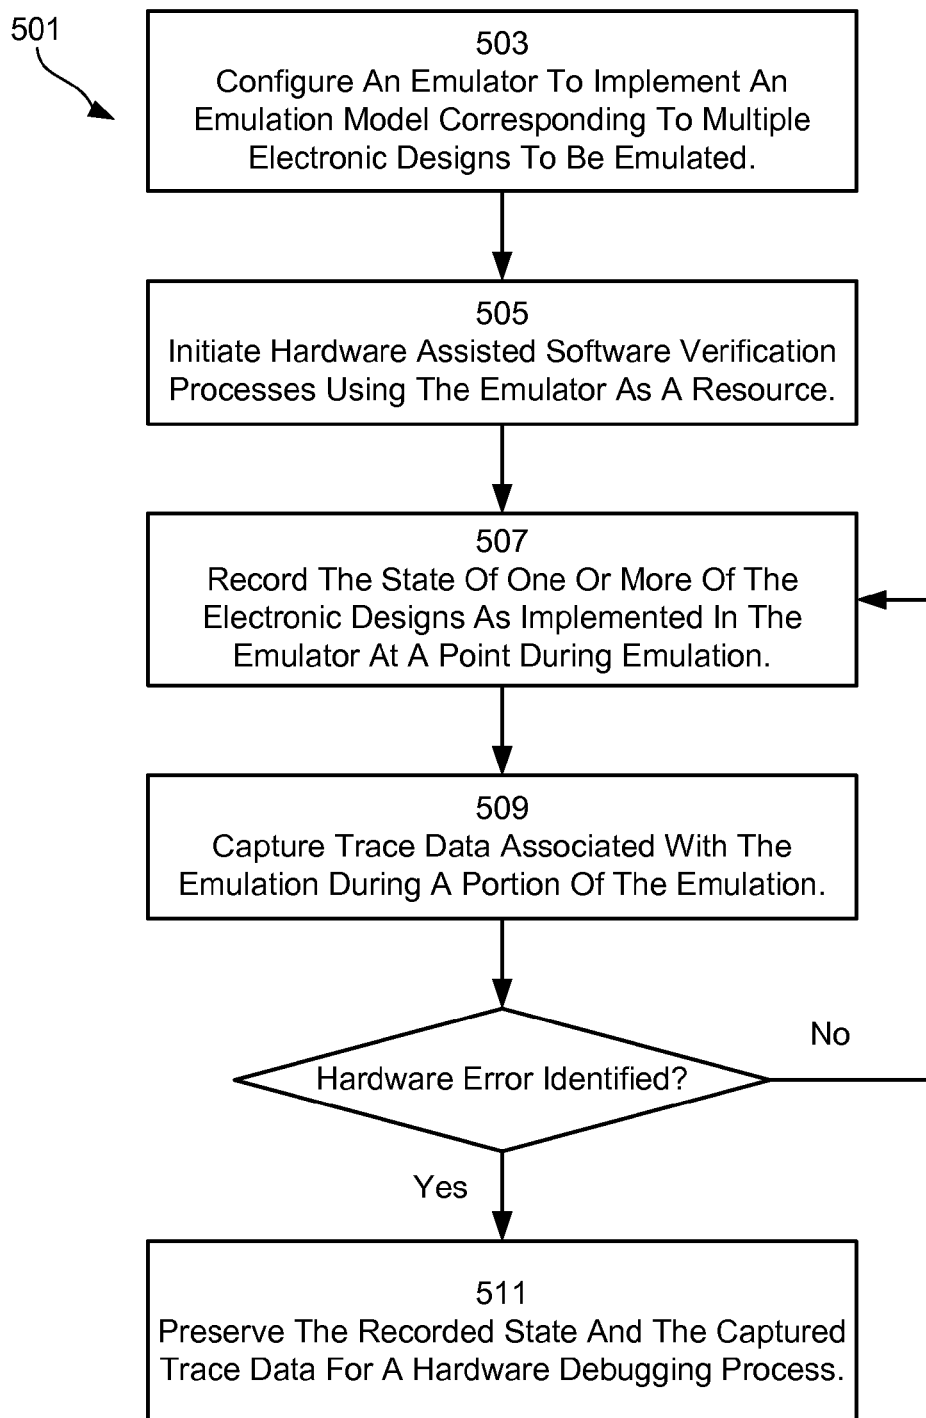 501
503
Configure An Emulator To Implement An
Emulation Model Corresponding To Multiple
Electronic Designs To Be Emulated.
505
Initiate Hardware Assisted Software Verification
Processes Using The Emulator As A Resource.
507
Record The State Of One Or More Of The
Electronic Designs As Implemented In The
Emulator At A Point During Emulation.
509
Capture Trace Data Associated With The
Emulation During A Portion Of The Emulation.
No
Hardware Error Identified?
Yes
511
Preserve The Recorded State And The Captured
Trace Data For A Hardware Debugging Process.